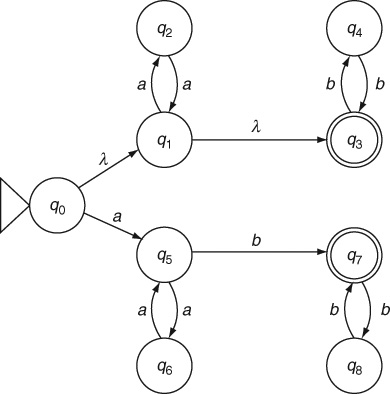 q2 q4
a a b b
q1 λ q3
λ
q0
a
q5 b q7
a a b b
q6 q8